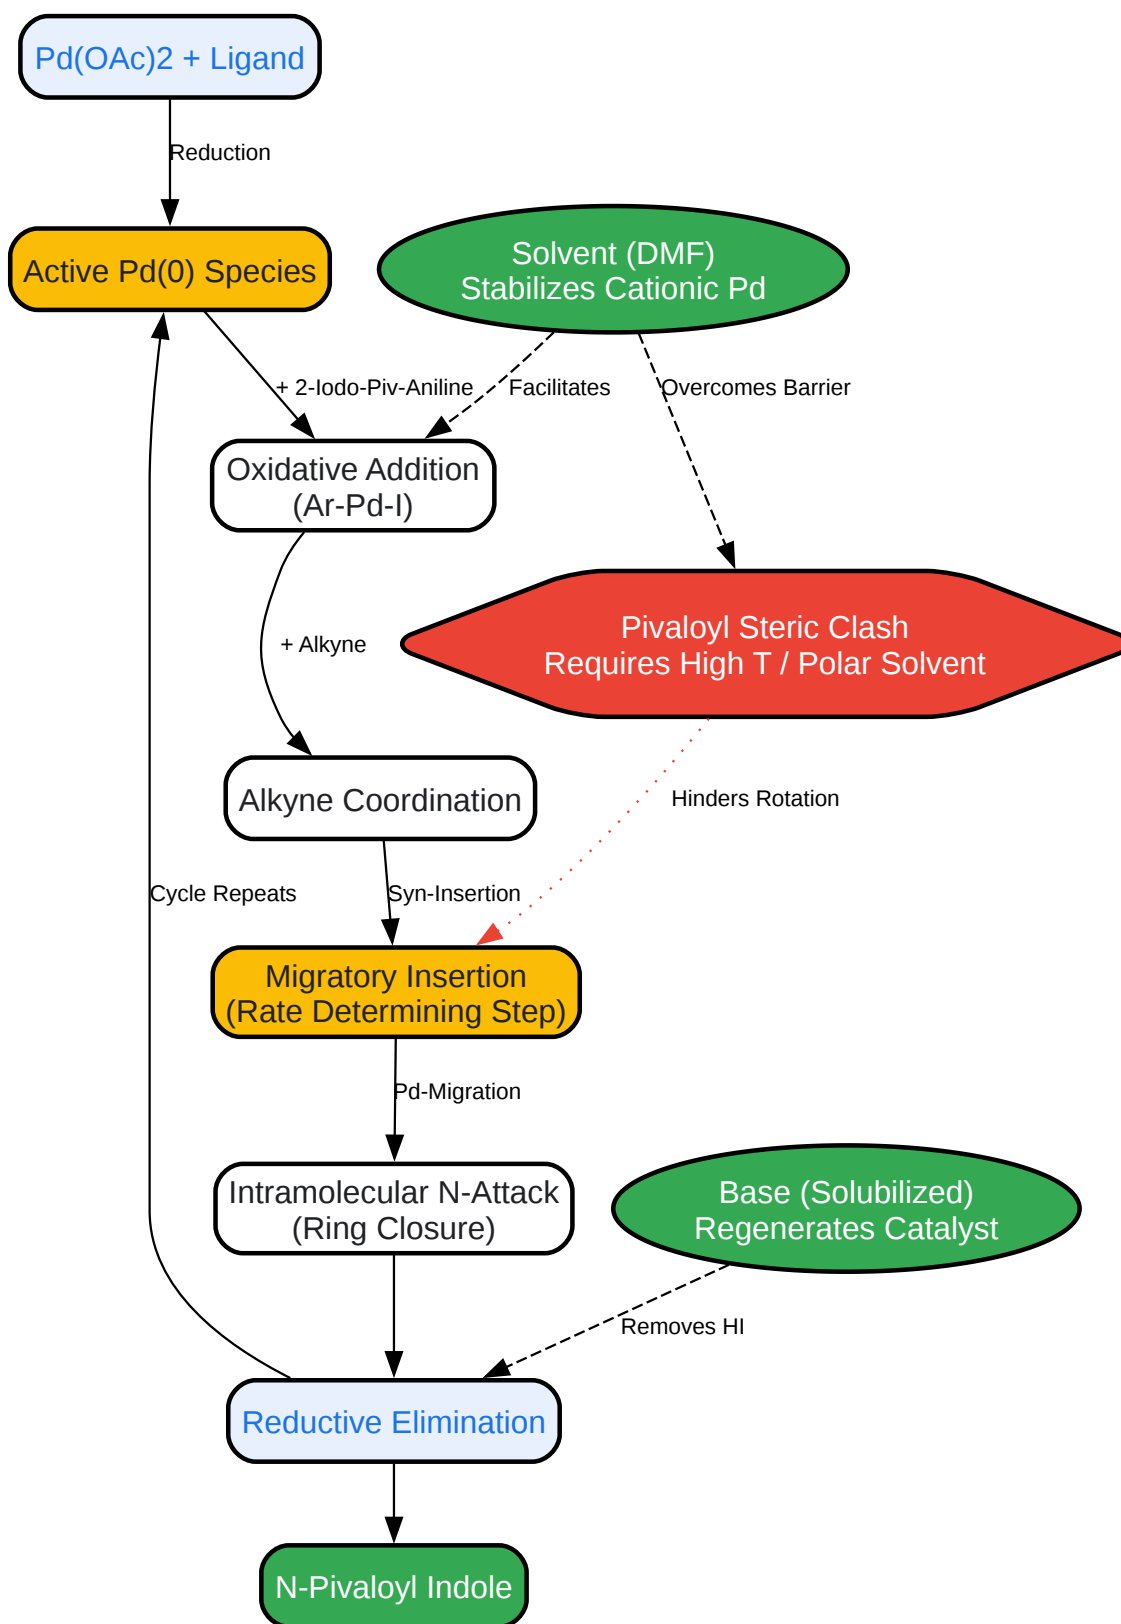 Pd(OAc)2 + Ligand
Reduction
Active Pd(0) Species
Solvent (DMF)
Stabilizes Cationic Pd
+ 2-Iodo-Piv-Aniline
Facilitates
Overcomes Barrier
Oxidative Addition
(Ar-Pd-I)
+ Alkyne
Pivaloyl Steric Clash
Requires High T / Polar Solvent
Alkyne Coordination
Hinders Rotation
Cycle Repeats
Syn-Insertion
Migratory Insertion
(Rate Determining Step)
Pd-Migration
Intramolecular N-Attack
(Ring Closure)
Base (Solubilized)
Regenerates Catalyst
Removes HI
Reductive Elimination
N-Pivaloyl Indole